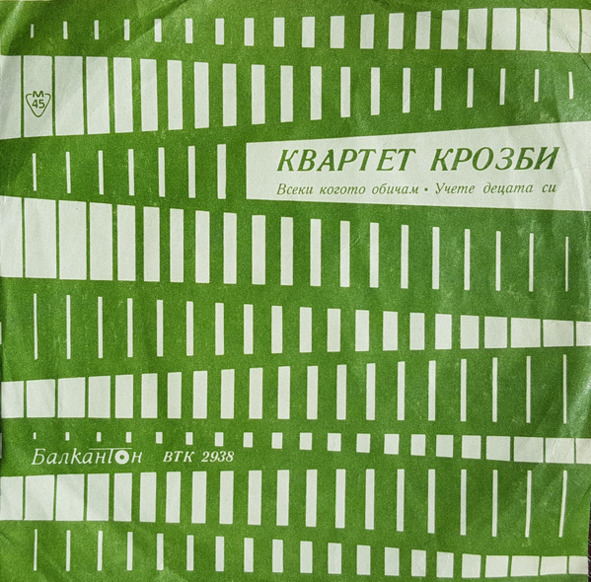 М
45
КВАРТЕТ КРОЗБИ
Всеки когото обичам • Учете децата си
Балкантон ВТК 2938